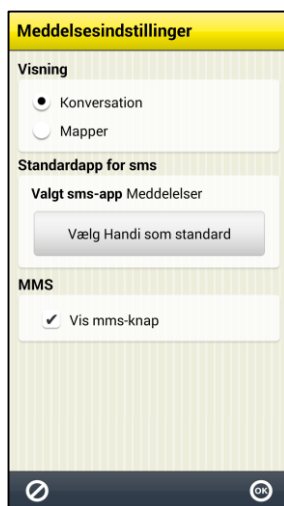 Meddelsesindstillinger
Visning
Konversation
Mapper
Standardapp for sms
Valgt sms-app Meddelelser
Vælg Handi som standard
MMS
Vis mms-knap
OK